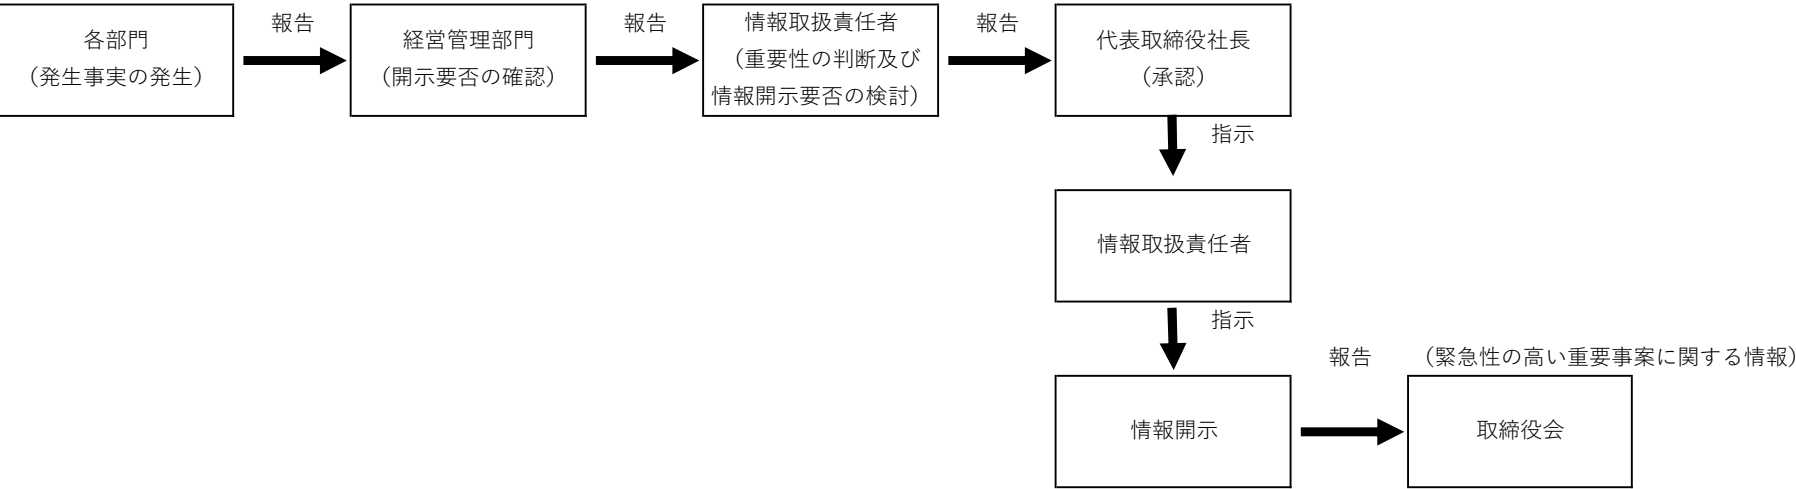 各部門
（発生事実の発生）
報告
経営管理部門
（開示要否の確認）
報告
情報取扱責任者
（重要性の判断及び
情報開示要否の検討）
報告
代表取締役社長
（承認）
指示
情報取扱責任者
指示
情報開示
報告
（緊急性の高い重要事案に関する情報）
取締役会